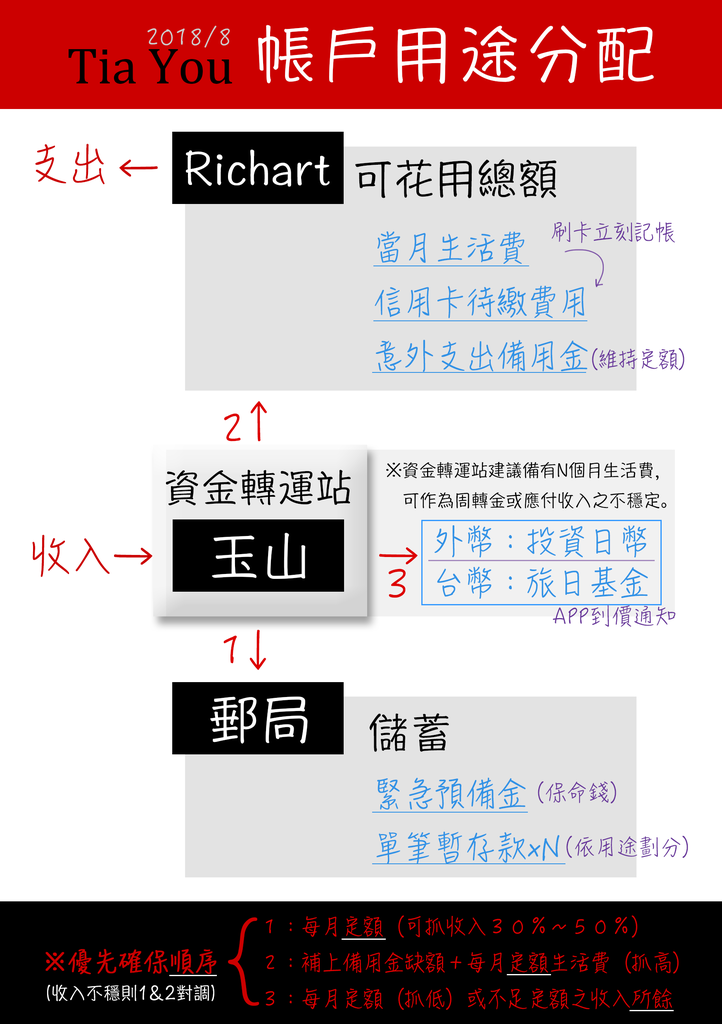 2018/8
Tia You 帳戶用途分配
支出 ← Richart 可花用總額
當月生活費 刷卡立刻記帳
信用卡待繳費用
意外支出備用金(維持定額)
2↑
資金轉運站 ※資金轉運站建議備有N個月生活費,
可作為周轉金或應付收入之不穩定。
收入→ 玉山 → 3 外幣：投資日幣
台幣：旅日基金
APP到價通知
1↓
郵局 儲蓄
緊急預備金 (保命錢)
單筆暫存款xN(依用途劃分)
1：每月定額（可抓收入30%～50%）
※優先確保順序 { 2：補上備用金缺額＋每月定額生活費（抓高）
(收入不穩則1&2對調)
3：每月定額（抓低）或不足定額之收入所餘